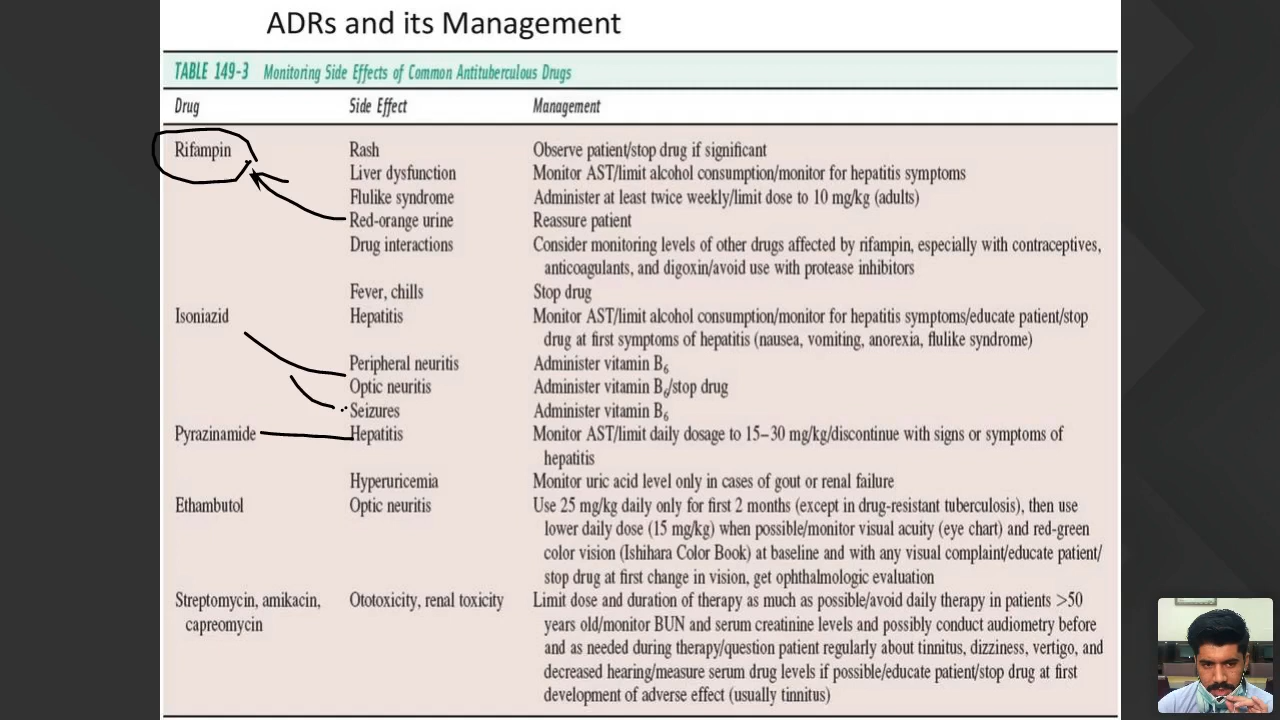 ADRs and its Management
TABLE 149-3 Monitoring Side Effects of Common Antituberculous Drugs
Drug Side Effect Management
Rifampin Rash Observe patient/stop drug if significant
Liver dysfunction Monitor AST/limit alcohol consumption/monitor for hepatitis symptoms
Flulike syndrome Administer at least twice weekly/limit dose to 10 mg/kg (adults)
Red-orange urine Reassure patient
Drug interactions Consider monitoring levels of other drugs affected by rifampin, especially with contraceptives,
anticoagulants, and digoxin/avoid use with protease inhibitors
Fever, chills Stop drug
Isoniazid Hepatitis Monitor AST/limit alcohol consumption/monitor for hepatitis symptoms/educate patient/stop
drug at first symptoms of hepatitis (nausea, vomiting, anorexia, flulike syndrome)
Peripheral neuritis Administer vitamin B6
Optic neuritis Administer vitamin B6/stop drug
Seizures Administer vitamin B6
Pyrazinamide Hepatitis Monitor AST/limit daily dosage to 15–30 mg/kg/discontinue with signs or symptoms of
hepatitis
Hyperuricemia Monitor uric acid level only in cases of gout or renal failure
Ethambutol Optic neuritis Use 25 mg/kg daily only for first 2 months (except in drug-resistant tuberculosis), then use
lower daily dose (15 mg/kg) when possible/monitor visual acuity (eye chart) and red-green
color vision (Ishihara Color Book) at baseline and with any visual complaint/educate patient/
stop drug at first change in vision, get ophthalmologic evaluation
Streptomycin, amikacin, Ototoxicity, renal toxicity Limit dose and duration of therapy as much as possible/avoid daily therapy in patients >50
capreomycin years old/monitor BUN and serum creatinine levels and possibly conduct audiometry before
and as needed during therapy/question patient regularly about tinnitus, dizziness, vertigo, and
decreased hearing/measure serum drug levels if possible/educate patient/stop drug at first
development of adverse effect (usually tinnitus)